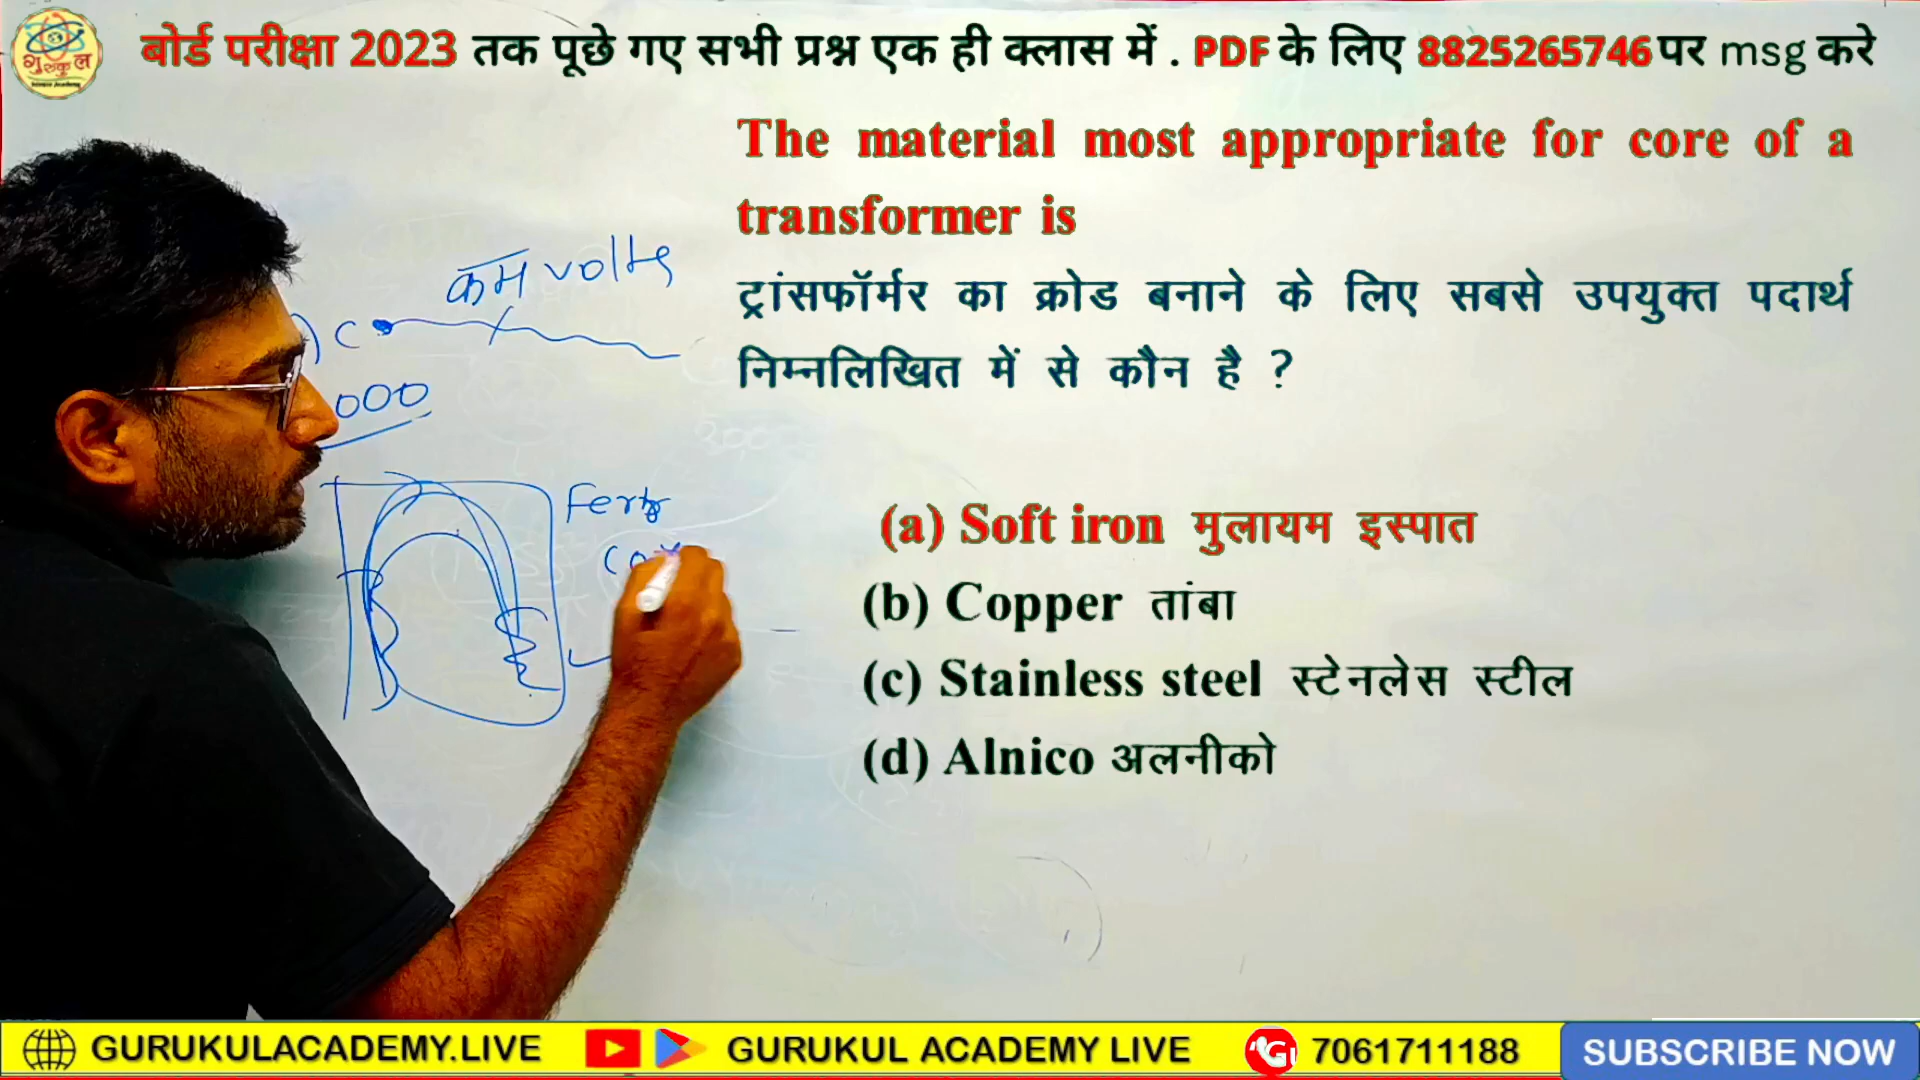 गुरुकुल
Science Academy
बोर्ड परीक्षा 2023 तक पूछे गए सभी प्रश्न एक ही क्लास में . PDF के लिए 8825265746 पर msg करे
The material most appropriate for core of a
transformer is
ट्रांसफॉर्मर का क्रोड बनाने के लिए सबसे उपयुक्त पदार्थ
निम्नलिखित में से कौन है ?
(a) Soft iron मुलायम इस्पात
(b) Copper तांबा
(c) Stainless steel स्टेनलेस स्टील
(d) Alnico अलनीको
कम volts
C
000
GURUKULACADEMY.LIVE GURUKUL ACADEMY LIVE G 7061711188 SUBSCRIBE NOW